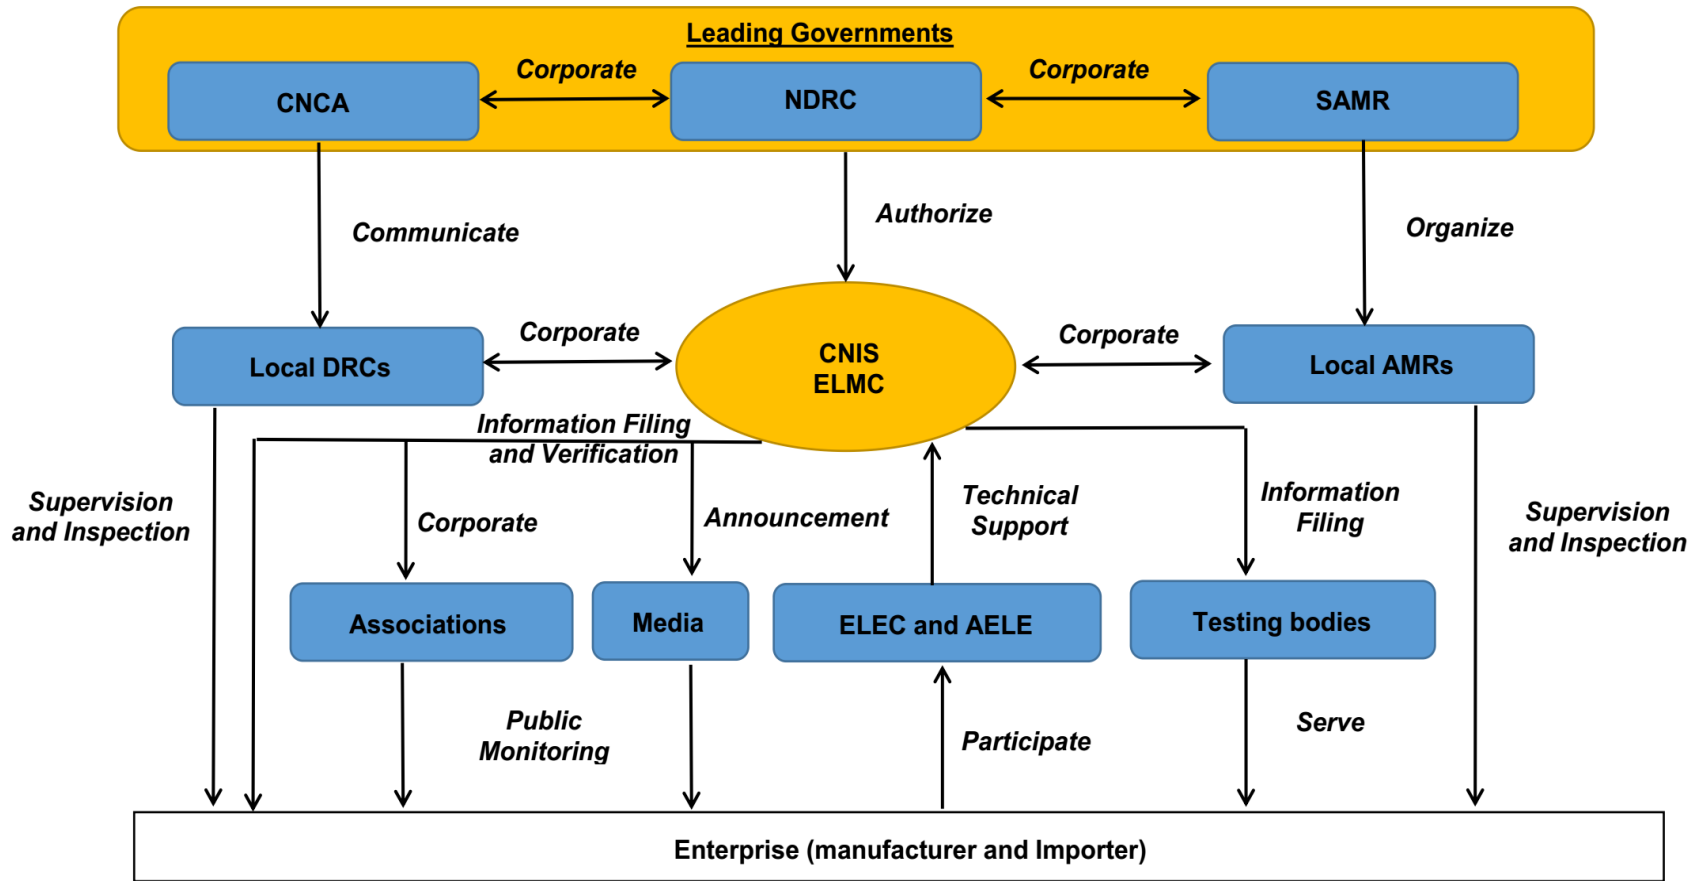 Leading Governments
Corporate
Corporate
CNCA
NDRC
SAMR
Communicate
Authorize
Organize
Corporate
Corporate
Local DRCs
CNIS
ELMC
Local AMRs
Information Filing
and Verification
Supervision
and Inspection
Corporate
Announcement
Technical
Support
Information
Filing
Supervision
and Inspection
Associations
Media
ELEC and AELE
Testing bodies
Public
Monitoring
Participate
Serve
Enterprise (manufacturer and Importer)